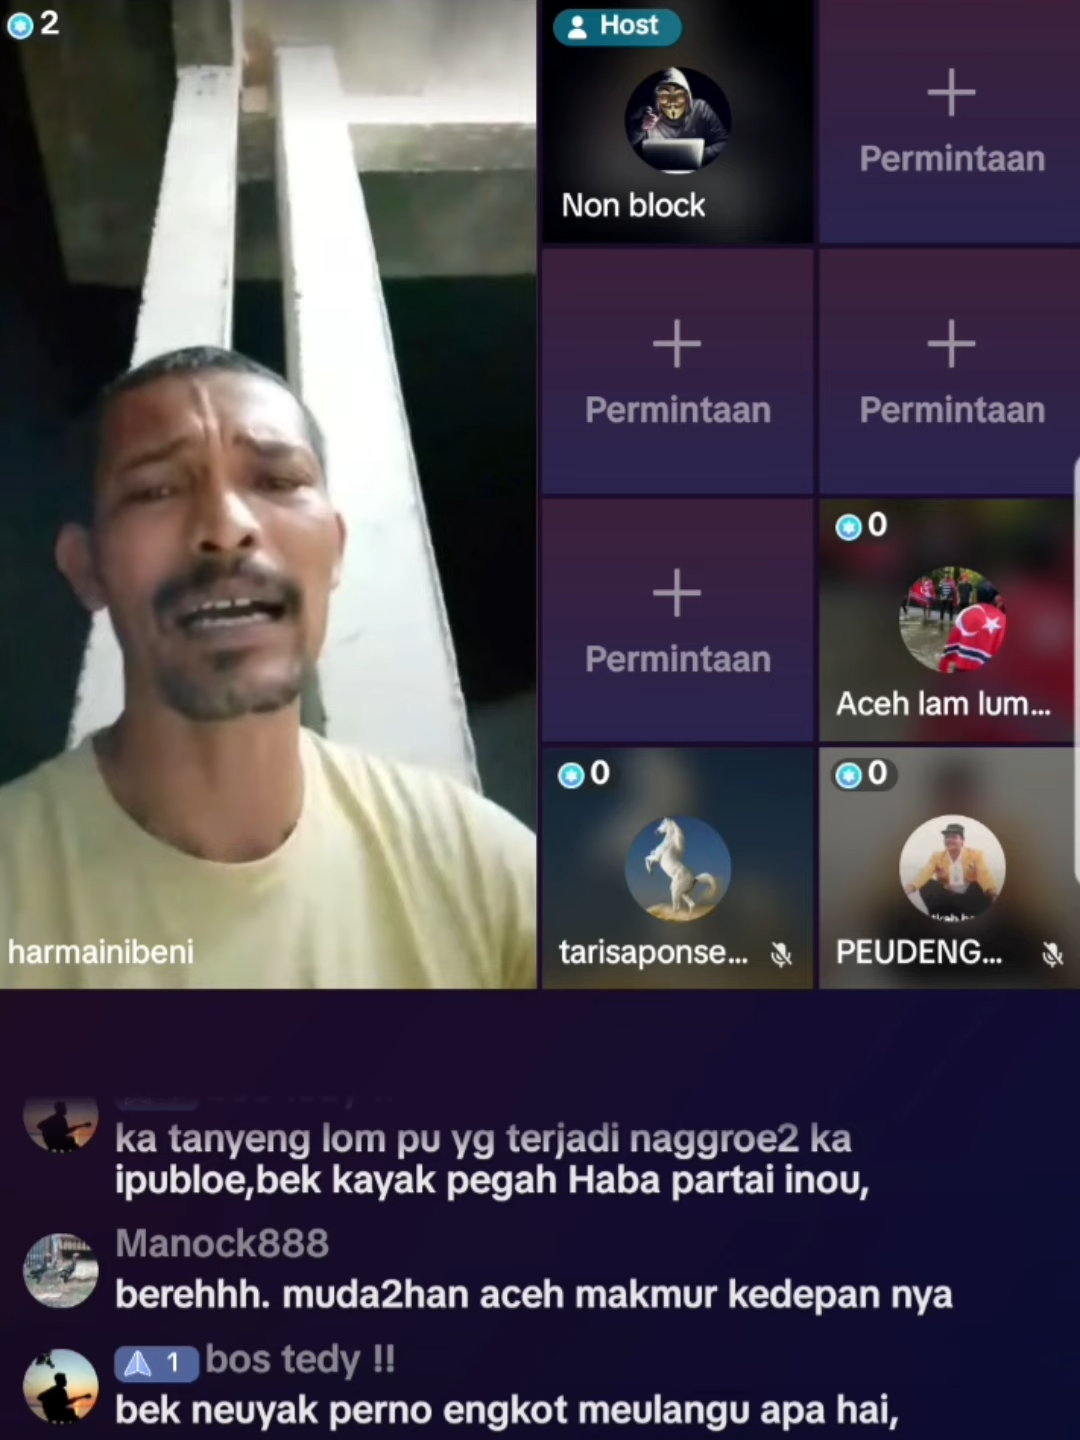 2
Host
Non block
Permintaan
Permintaan
Permintaan
Permintaan
0
Aceh lam lum...
0
tarisaponse...
0
PEUDENG...
harmainibeni
ka tanyeng lom pu yg terjadi naggroe2 ka
ipubloe,bek kayak pegah Haba partai inou,
Manock888
berehhh. muda2han aceh makmur kedepan nya
1 bos tedy !!
bek neuyak perno engkot meulangu apa hai,